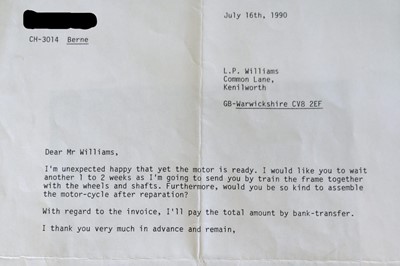 July 16th, 1990
CH-3014 Berne
L.P. Williams
Common Lane,
Kenilworth
GB-Warwickshire CV8 2EF
Dear Mr Williams,
I'm unexpected happy that yet the motor is ready. I would like you to wait
another 1 to 2 weeks as I'm going to send you by train the frame together
with the wheels and shafts. Furthermore, would you be so kind to assemble
the motor-cycle after reparation?
With regard to the invoice, I'll pay the total amount by bank-transfer.
I thank you very much in advance and remain,